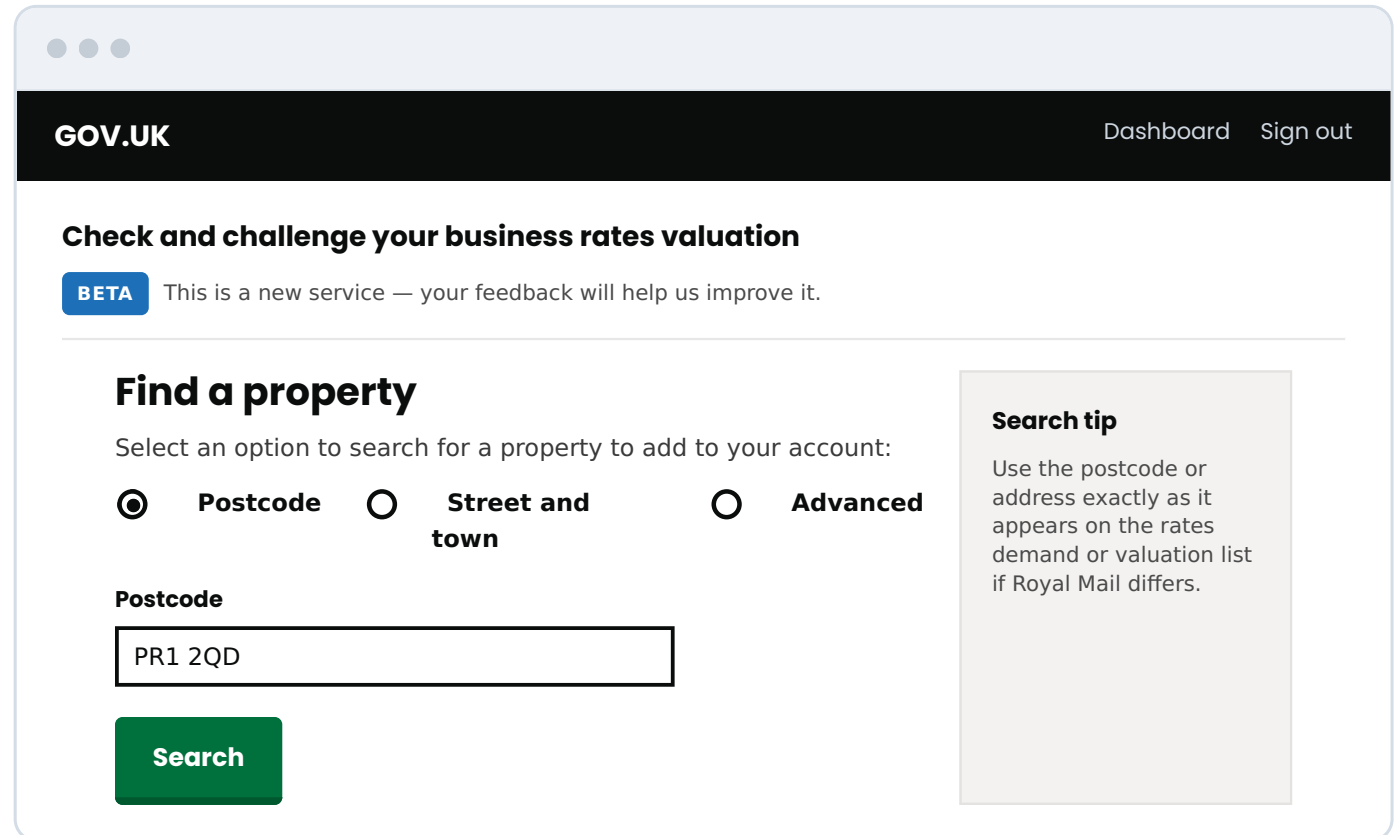 GOV.UK
Dashboard Sign out
Check and challenge your business rates valuation
BETA This is a new service — your feedback will help us improve it.
Find a property
Select an option to search for a property to add to your account:
Postcode Street and town Advanced
Postcode
PR1 2QD
Search
Search tip
Use the postcode or
address exactly as it
appears on the rates
demand or valuation list
if Royal Mail differs.